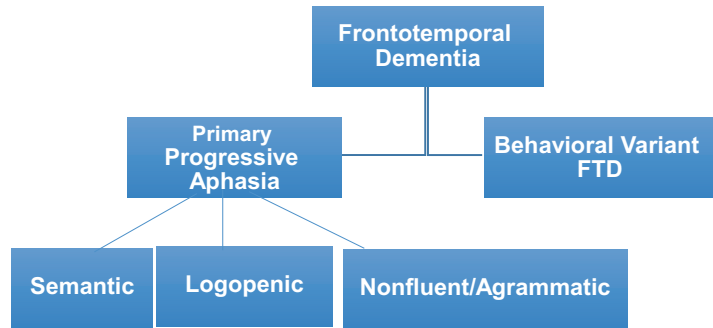 Frontotemporal
Dementia
Primary
Progressive
Aphasia
Behavioral Variant
FTD
Semantic
Logopenic
Nonfluent/Agrammatic